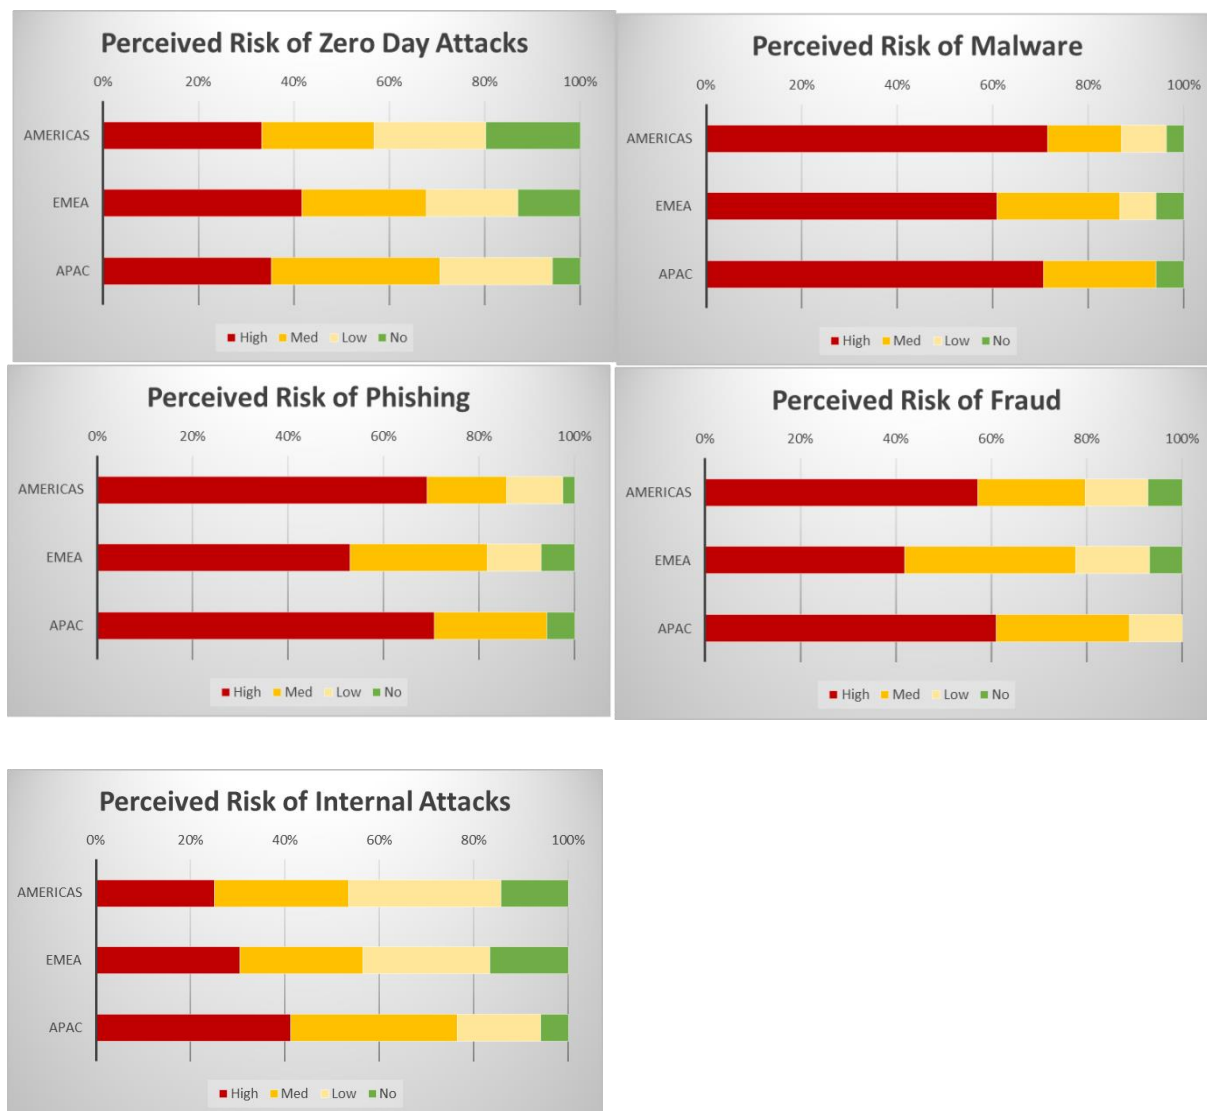 Perceived Risk of Zero Day Attacks
0% 20% 40% 60% 80% 100%
AMERICAS
EMEA
APAC
High Med Low No
Perceived Risk of Malware
0% 20% 40% 60% 80% 100%
AMERICAS
EMEA
APAC
High Med Low No
Perceived Risk of Phishing
0% 20% 40% 60% 80% 100%
AMERICAS
EMEA
APAC
High Med Low No
Perceived Risk of Fraud
0% 20% 40% 60% 80% 100%
AMERICAS
EMEA
APAC
High Med Low No
Perceived Risk of Internal Attacks
0% 20% 40% 60% 80% 100%
AMERICAS
EMEA
APAC
High Med Low No